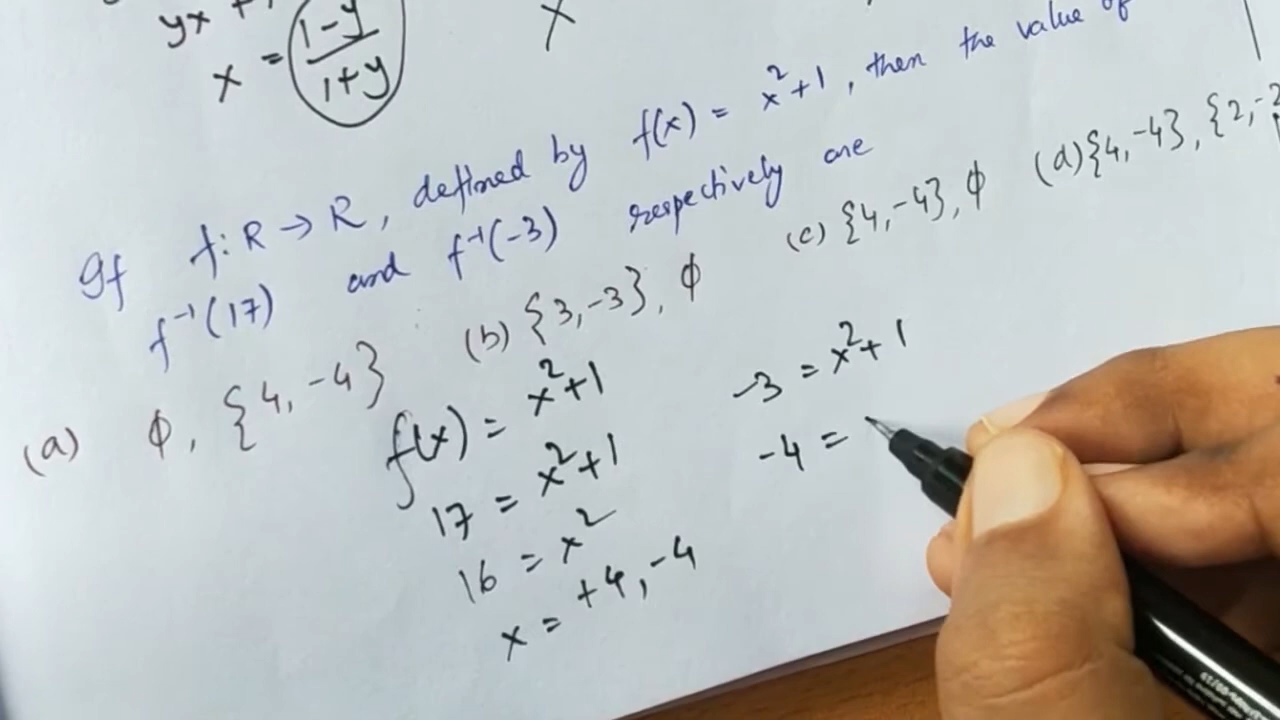 yx +
x = 1-y / 1+y
x
If f: R → R, defined by f(x) = x²+1, then the value of
f⁻¹(17) and f⁻¹(-3) respectively are
(a) ϕ, {4, -4} (b) {3, -3}, ϕ (c) {4, -4}, ϕ (d) {4, -4}, {2, -2
f(x) = x²+1
17 = x²+1
16 = x²
x = +4, -4
-3 = x²+1
-4 =